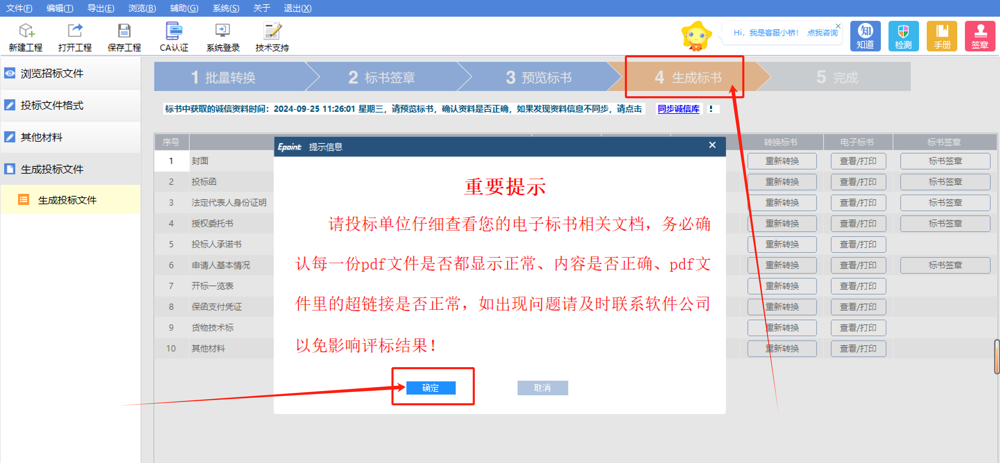 文件(F) 编辑(T) 导出(E) 浏览(B) 辅助(G) 系统(S) 关于 退出(X)
新建工程 打开工程 保存工程 CA认证 系统登录 技术支持
Hi，我是客服小桥！ 点我咨询
知
知道 检测 手册 签章
浏览招标文件
投标文件格式
其他材料
生成投标文件
生成投标文件
1 批量转换 2 标书签章 3 预览标书 4 生成标书 5 完成
标书中获取的诚信资料时间：2024-09-25 11:26:01 星期三，请预览标书，确认资料是否正确，如果发现资料信息不同步，请点击 同步诚信库 ！
序号 转换标书 电子标书 标书签章
1 封面 重新转换 查看/打印 标书签章
2 投标函 重新转换 查看/打印 标书签章
3 法定代表人身份证明 重新转换 查看/打印 标书签章
4 授权委托书 重新转换 查看/打印 标书签章
5 投标人承诺书 重新转换 查看/打印
6 申请人基本情况 重新转换 查看/打印 标书签章
7 开标一览表 重新转换 查看/打印
8 保函支付凭证 重新转换 查看/打印
9 货物技术标 重新转换 查看/打印
10 其他材料 重新转换 查看/打印
Epoint 提示信息
重要提示
请投标单位仔细查看您的电子标书相关文档，务必确
认每一份pdf文件是否都显示正常、内容是否正确、pdf文
件里的超链接是否正常，如出现问题请及时联系软件公司
以免影响评标结果！
确定 取消